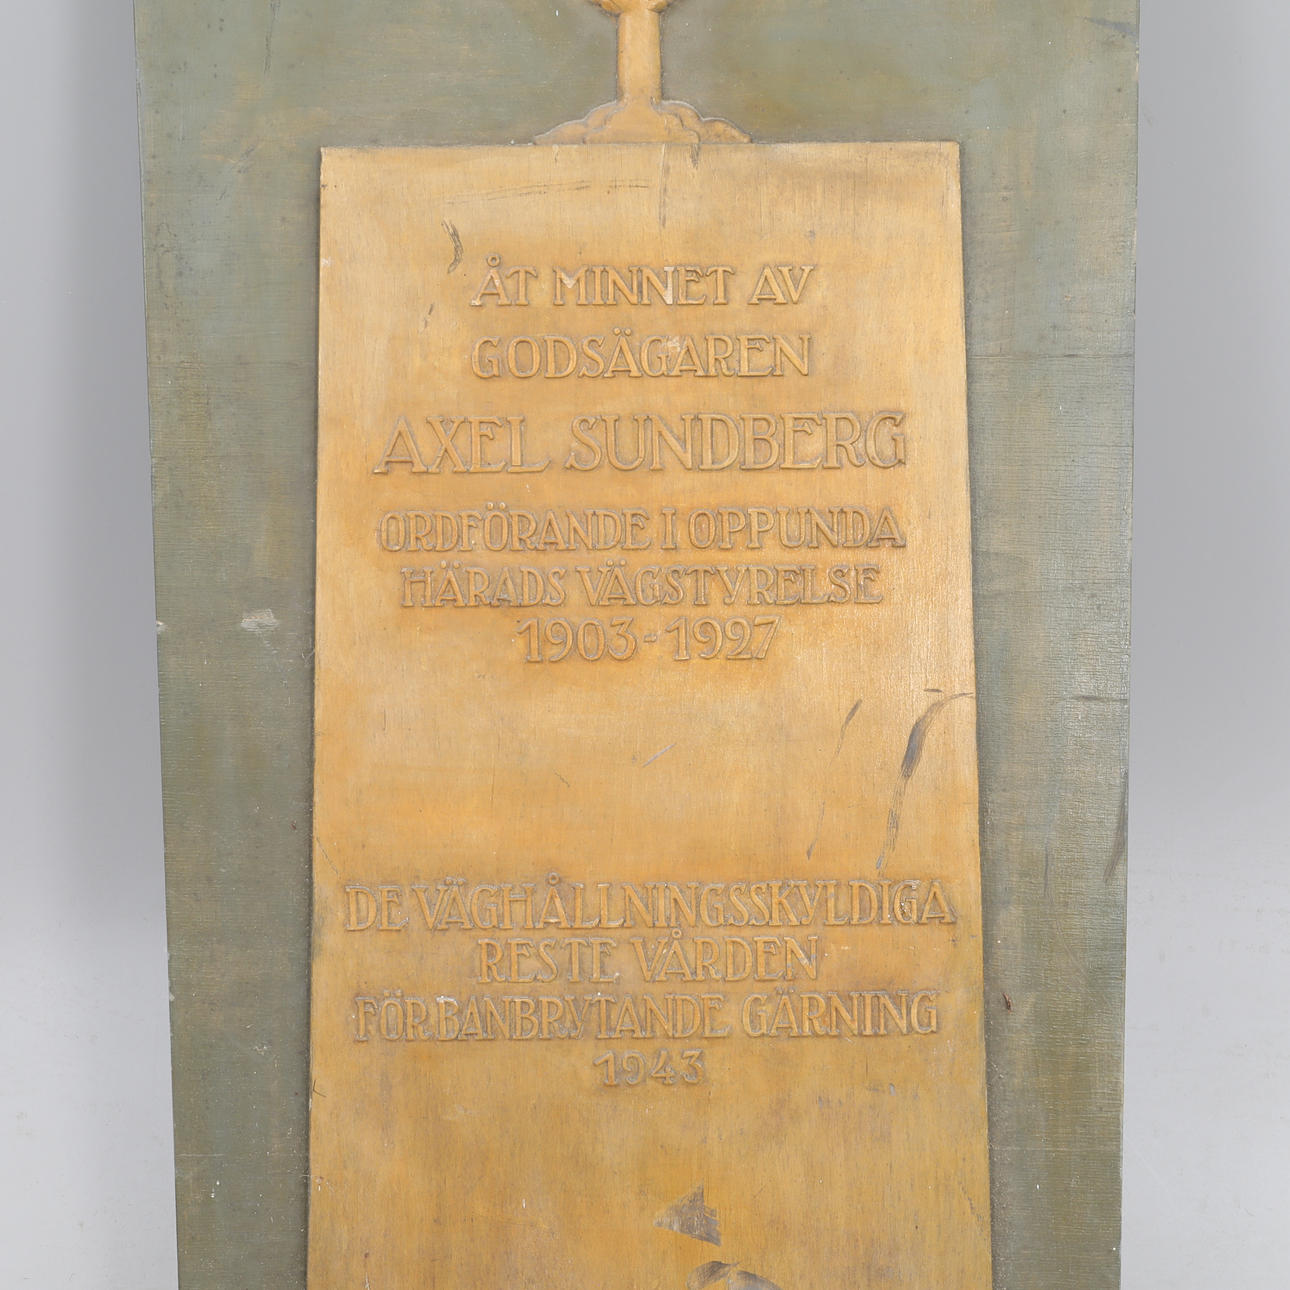 ÅT MINNET AV
GODSÄGAREN
AXEL SUNDBERG
ORDFÖRANDE I OPPUNDA
HÄRADS VÄGSTYRELSE
1903-1927
DE VÄGHÅLLNINGSSKYLDIGA
RESTE VÅRDEN
FÖR BANBRYTANDE GÄRNING
1943